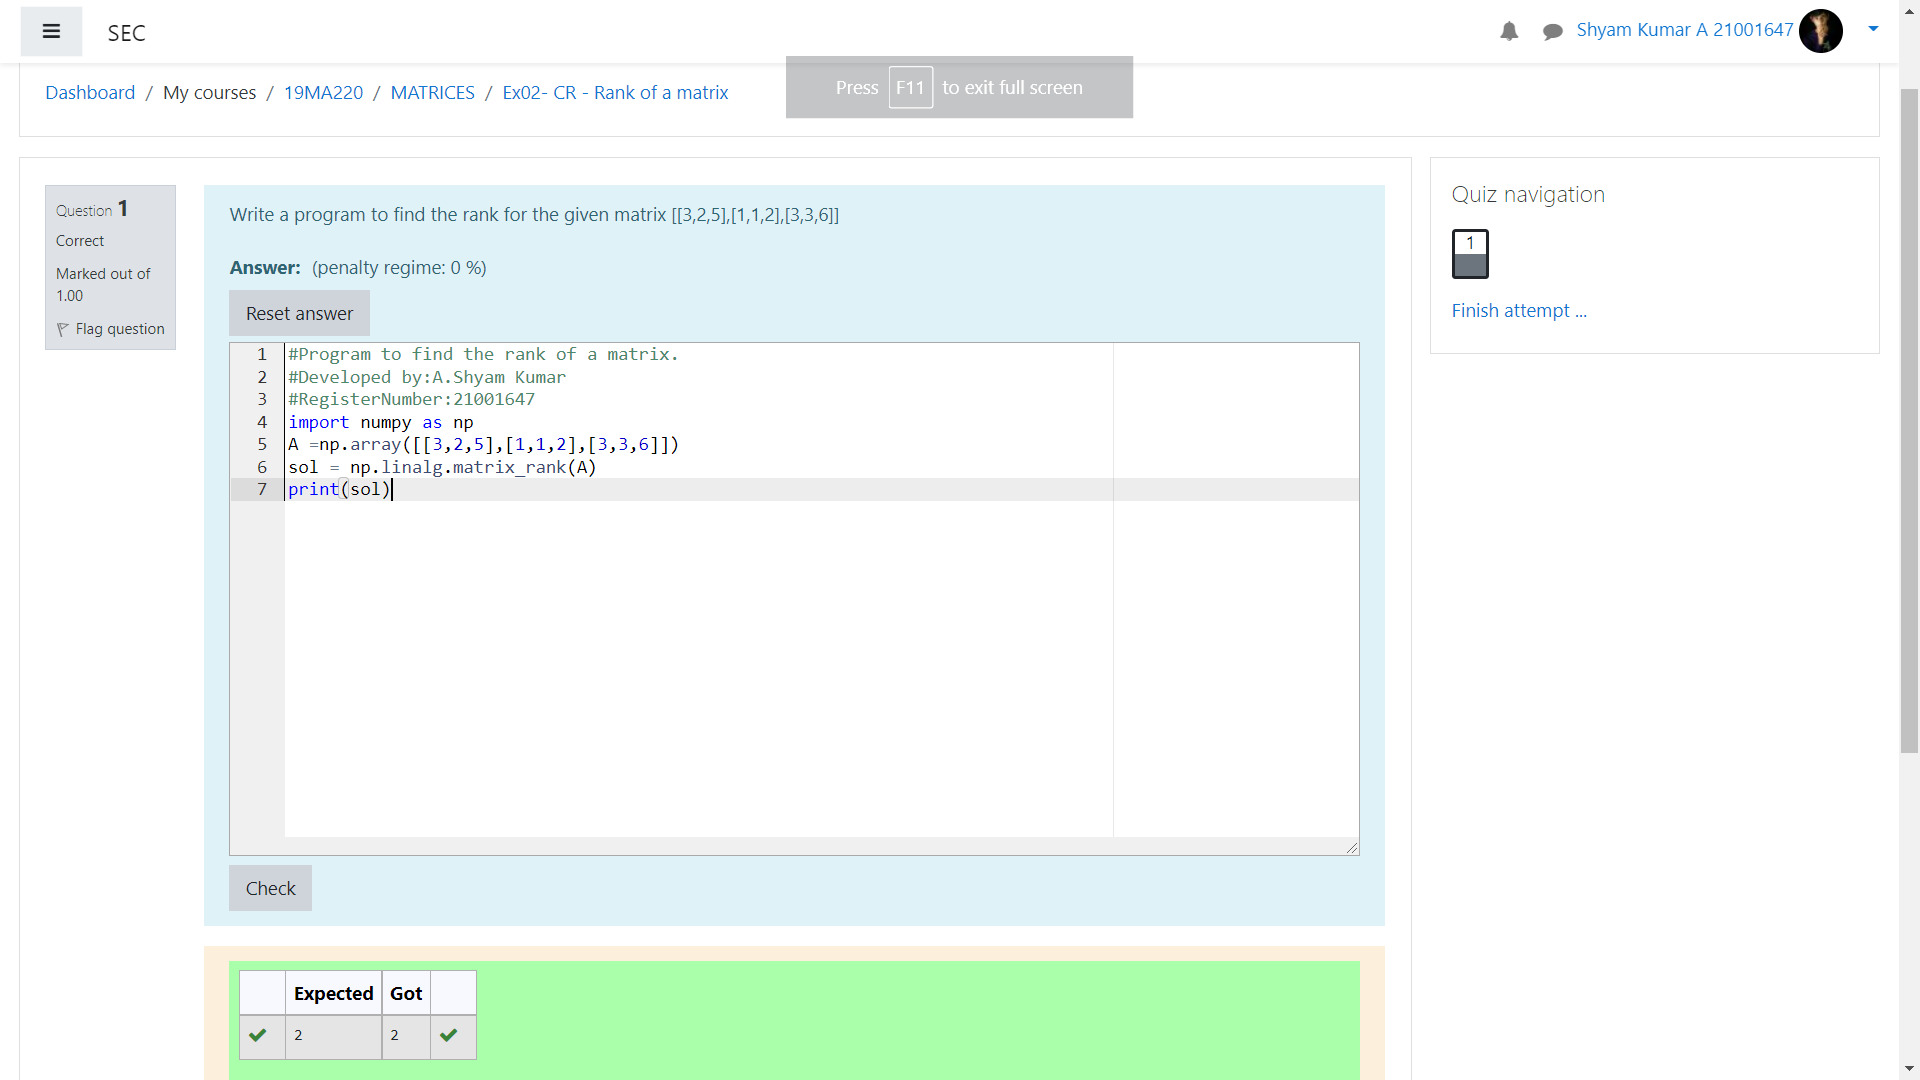 SEC
Shyam Kumar A 21001647
Press F11 to exit full screen
Dashboard / My courses / 19MA220 / MATRICES / Ex02- CR - Rank of a matrix
Question 1
Correct
Marked out of
1.00
Flag question
Write a program to find the rank for the given matrix [[3,2,5],[1,1,2],[3,3,6]]
Answer: (penalty regime: 0 %)
Reset answer
1 #Program to find the rank of a matrix.
2 #Developed by:A.Shyam Kumar
3 #RegisterNumber:21001647
4 import numpy as np
5 A =np.array([[3,2,5],[1,1,2],[3,3,6]])
6 sol = np.linalg.matrix_rank(A)
7 print(sol)
Check
Expected Got
2 2
Quiz navigation
1
Finish attempt ...